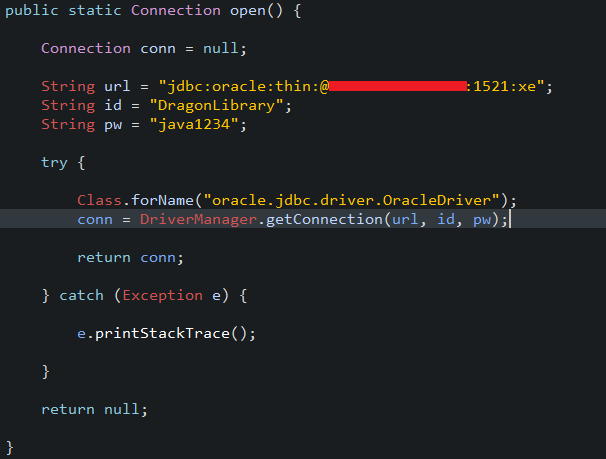 public static Connection open() {
Connection conn = null;
String url = "jdbc:oracle:thin:@:1521:xe";
String id = "DragonLibrary";
String pw = "java1234";
try {
Class.forName("oracle.jdbc.driver.OracleDriver");
conn = DriverManager.getConnection(url, id, pw);
return conn;
} catch (Exception e) {
e.printStackTrace();
}
return null;
}